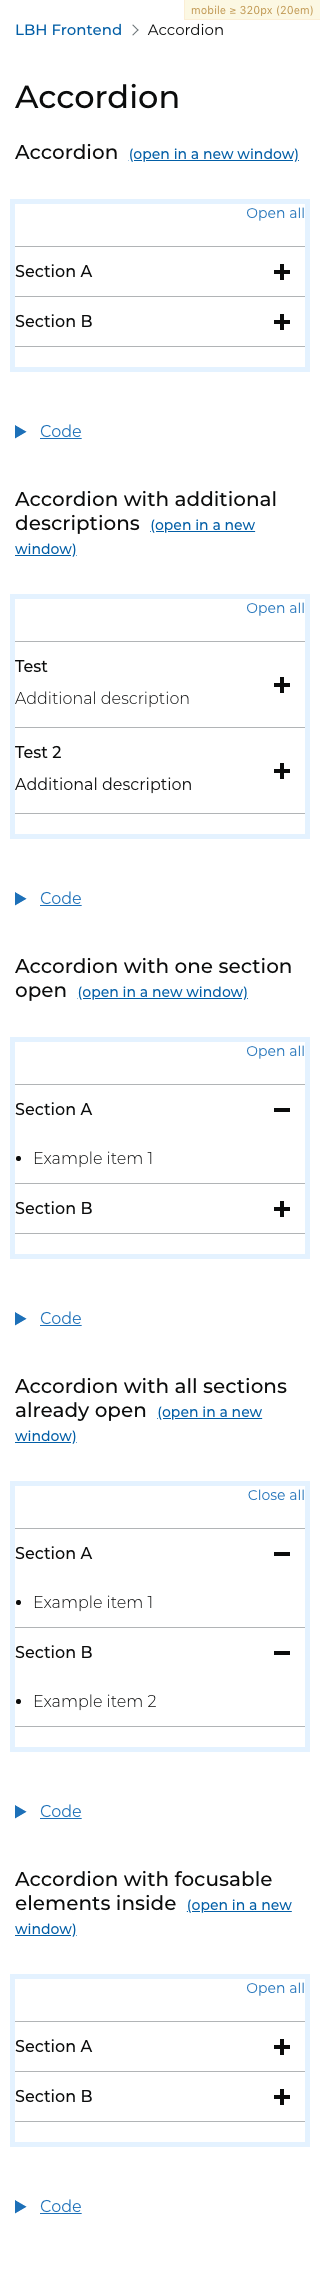 mobile ≥ 320px (20em)
LBH Frontend > Accordion
Accordion
Accordion (open in a new window)
Open all
Section A
Section B
Code
Accordion with additional
descriptions (open in a new
window)
Open all
Test
Additional description
Test 2
Additional description
Code
Accordion with one section
open (open in a new window)
Open all
Section A
• Example item 1
Section B
Code
Accordion with all sections
already open (open in a new
window)
Close all
Section A
• Example item 1
Section B
• Example item 2
Code
Accordion with focusable
elements inside (open in a new
window)
Open all
Section A
Section B
Code